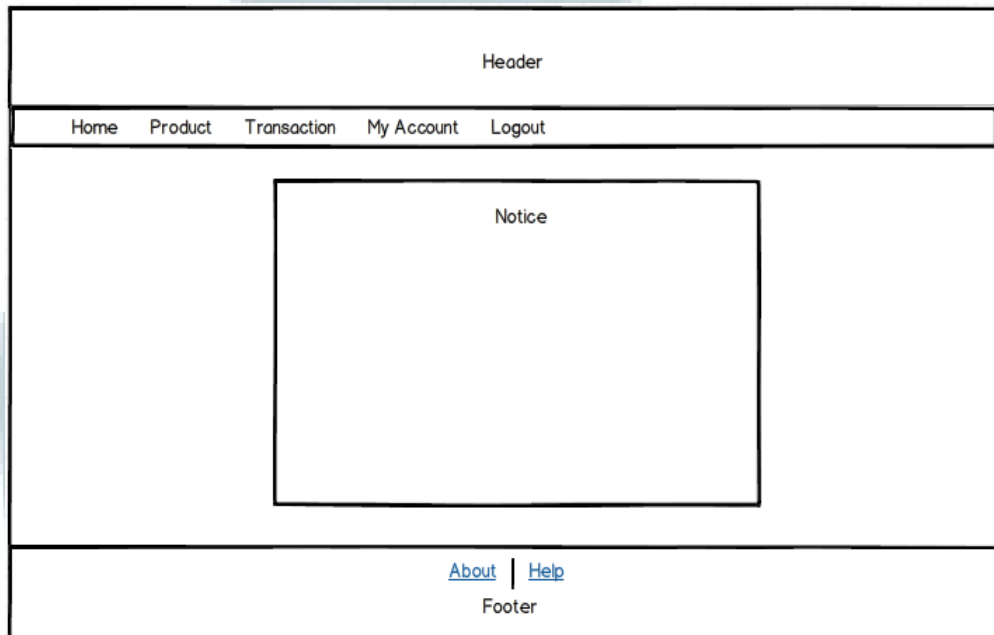 Header
Home Product Transaction My Account Logout
Notice
About | Help
Footer